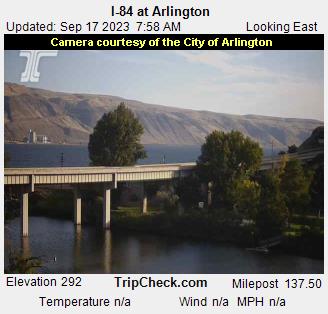 I-84 at Arlington
Updated: Sep 17 2023 7:58 AM Looking East
Camera courtesy of the City of Arlington
Elevation 292 TripCheck.com Milepost 137.50
Temperature n/a Wind n/a MPH n/a